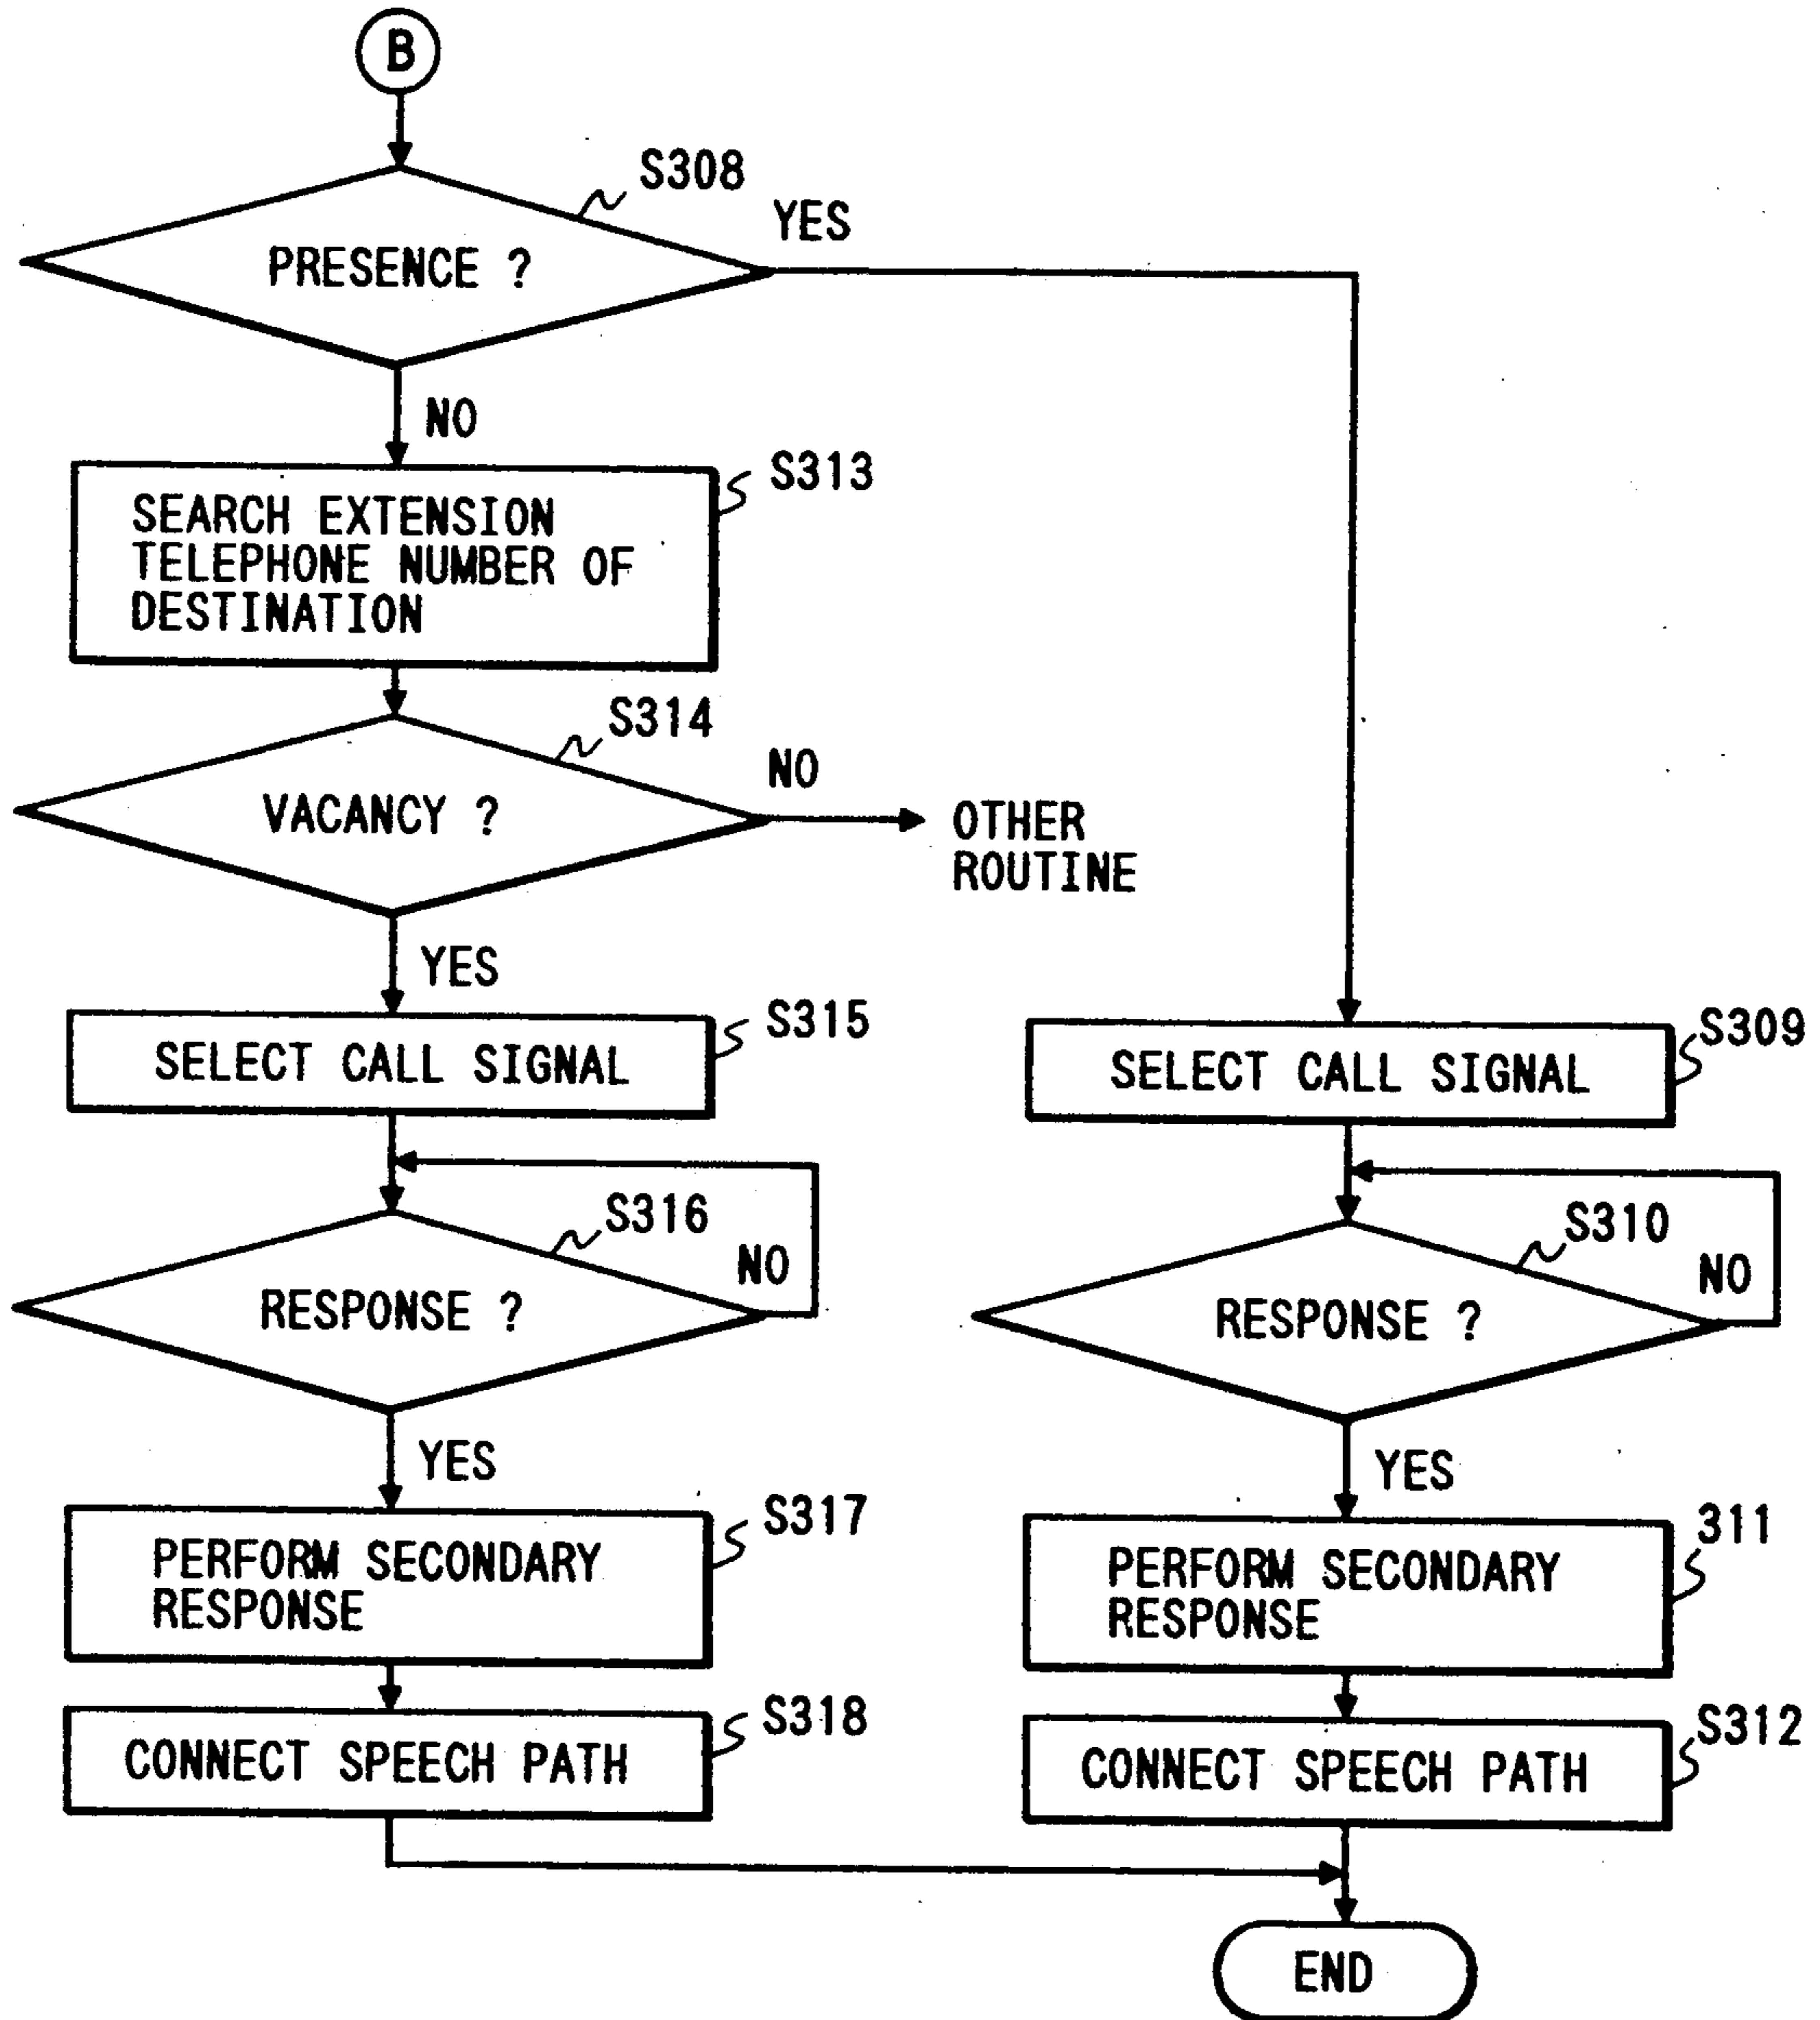 B
S308
YES
PRESENCE ?
NO
S313
SEARCH EXTENSION
TELEPHONE NUMBER OF
DESTINATION
S314
NO
VACANCY ?
OTHER
ROUTINE
YES
S315
SELECT CALL SIGNAL
S309
SELECT CALL SIGNAL
S316
NO
RESPONSE ?
S310
NO
RESPONSE ?
YES
YES
S317
PERFORM SECONDARY
RESPONSE
311
PERFORM SECONDARY
RESPONSE
S318
CONNECT SPEECH PATH
S312
CONNECT SPEECH PATH
END